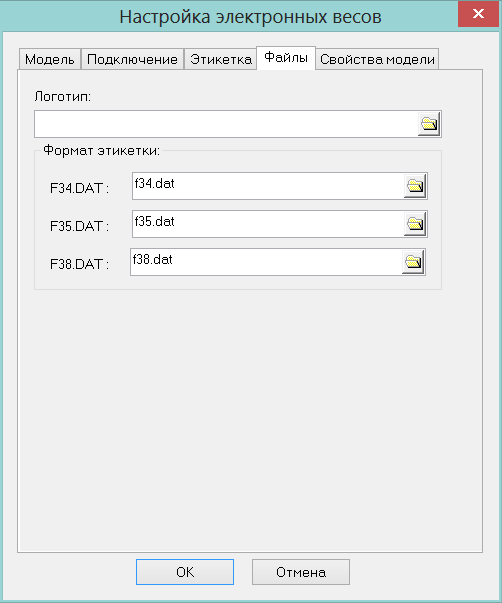 Настройка электронных весов
Модель Подключение Этикетка Файлы Свойства модели
Логотип:
Формат этикетки:
F34.DAT : f34.dat
F35.DAT : f35.dat
F38.DAT : f38.dat
OK Отмена